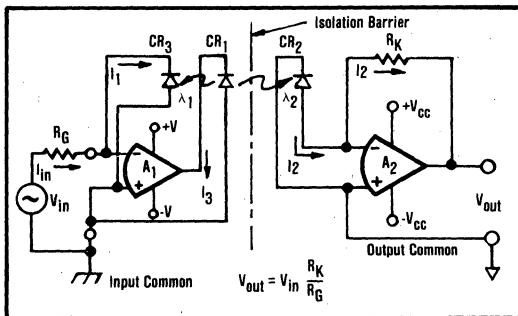 Isolation Barrier
CR3
CR1
CR2
RK
I1
I2
λ1
λ2
+V
+VCC
RG
A1
A2
I2
Iin
I3
Vin
-V
-VCC
Vout
Input Common
Output Common
Vout = Vin RK/RG